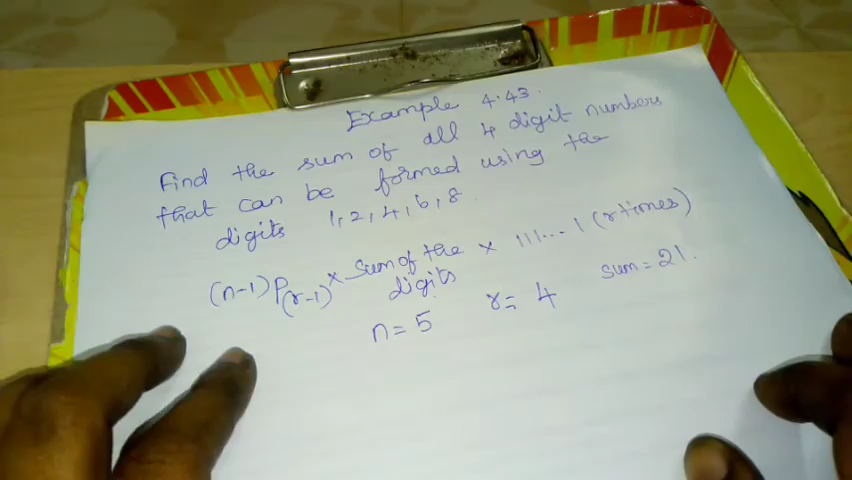 Example 4.43.
Find the sum of all 4 digit numbers
that can be formed using the
digits 1, 2, 4, 6, 8.
(n-1)P(r-1) × Sum of the digits × 111... 1 (r times)
n = 5 r = 4 sum = 21.